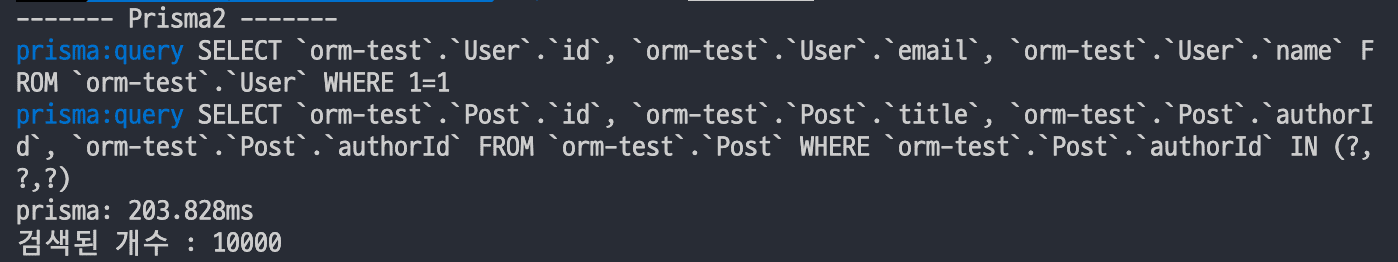 ------- Prisma2 -------
prisma:query SELECT `orm-test`.`User`.`id`, `orm-test`.`User`.`email`, `orm-test`.`User`.`name` F
ROM `orm-test`.`User` WHERE 1=1
prisma:query SELECT `orm-test`.`Post`.`id`, `orm-test`.`Post`.`title`, `orm-test`.`Post`.`authorI
d`, `orm-test`.`Post`.`authorId` FROM `orm-test`.`Post` WHERE `orm-test`.`Post`.`authorId` IN (?,
?,?)
prisma: 203.828ms
검색된 개수 : 10000